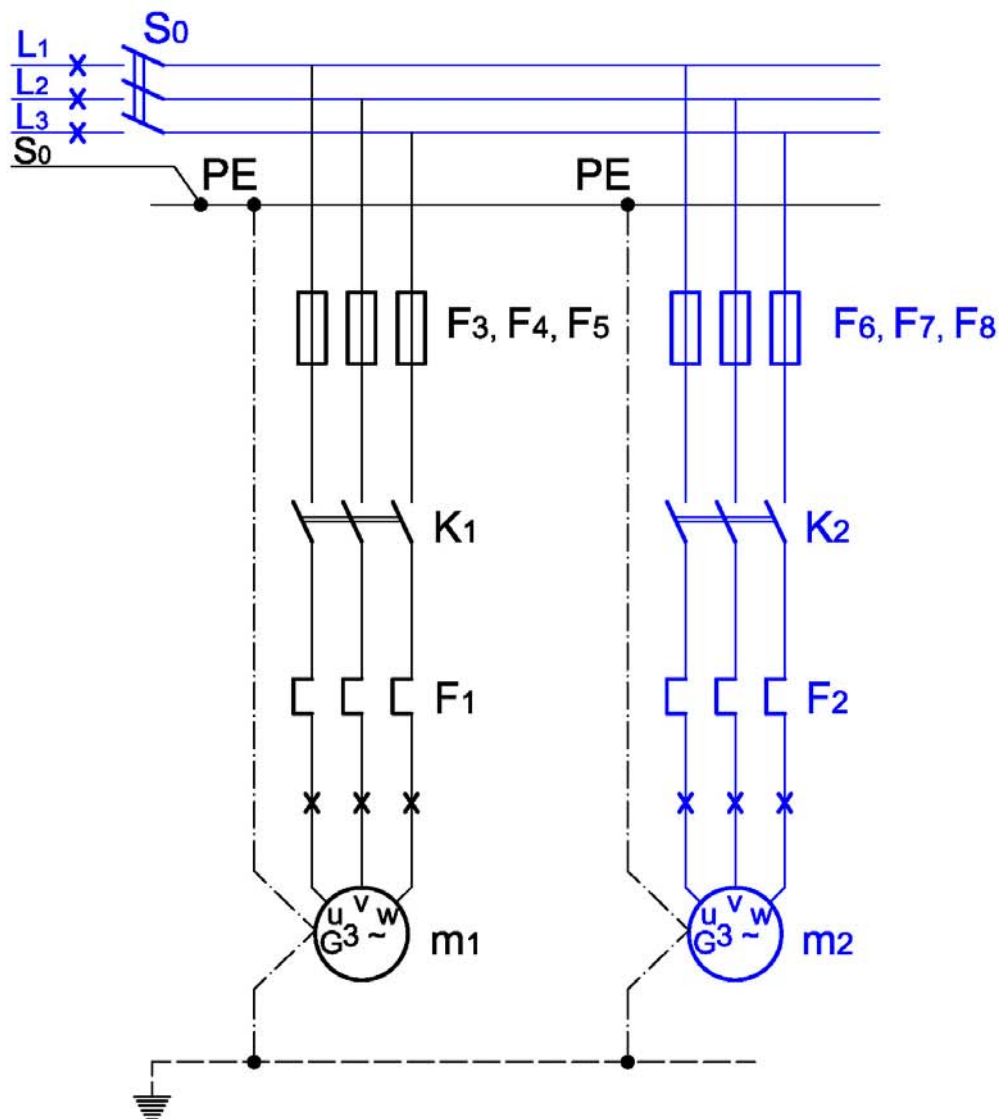 S0
L1
L2
L3
S0
PE PE
F3, F4, F5 F6, F7, F8
K1 K2
F1 F2
u v w u v w
G3 ~ m1 G3 ~ m2